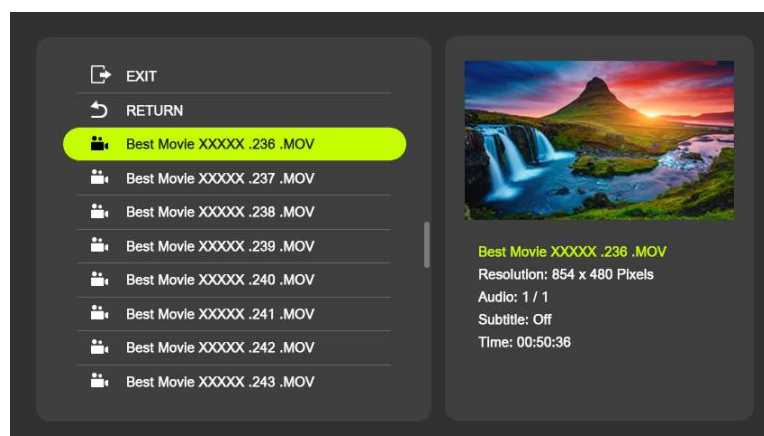 EXIT
RETURN
Best Movie XXXXX .236 .MOV
Best Movie XXXXX .237 .MOV
Best Movie XXXXX .238 .MOV
Best Movie XXXXX .239 .MOV
Best Movie XXXXX .240 .MOV
Best Movie XXXXX .241 .MOV
Best Movie XXXXX .242 .MOV
Best Movie XXXXX .243 .MOV
Best Movie XXXXX .236 .MOV
Resolution: 854 x 480 Pixels
Audio: 1 / 1
Subtitle: Off
Time: 00:50:36